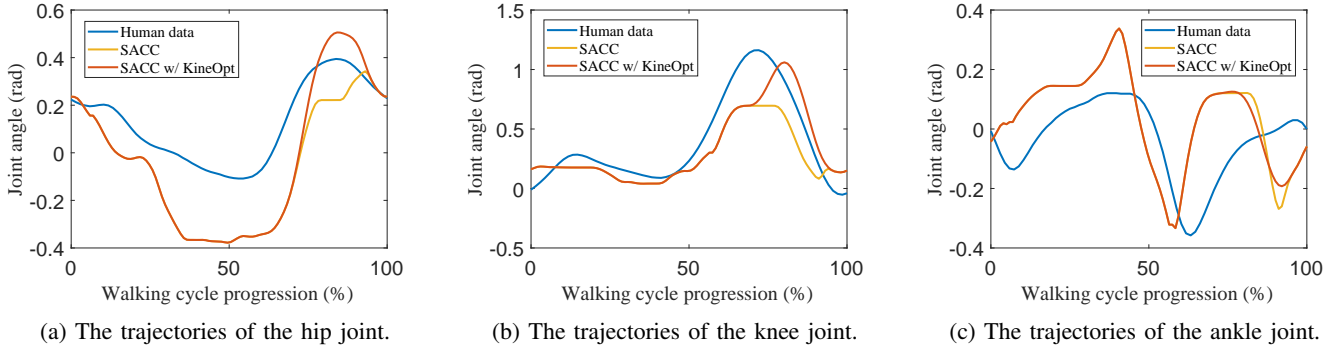 0.6
0.4
0.2
0
-0.2
-0.4
Joint angle (rad)
Human data
SACC
SACC w/ KineOpt
0
50
100
Walking cycle progression (%)
(a) The trajectories of the hip joint.
1.5
1
0.5
0
-0.5
Joint angle (rad)
Human data
SACC
SACC w/ KineOpt
0
50
100
Walking cycle progression (%)
(b) The trajectories of the knee joint.
0.4
0.2
0
-0.2
-0.4
Joint angle (rad)
Human data
SACC
SACC w/ KineOpt
0
50
100
Walking cycle progression (%)
(c) The trajectories of the ankle joint.